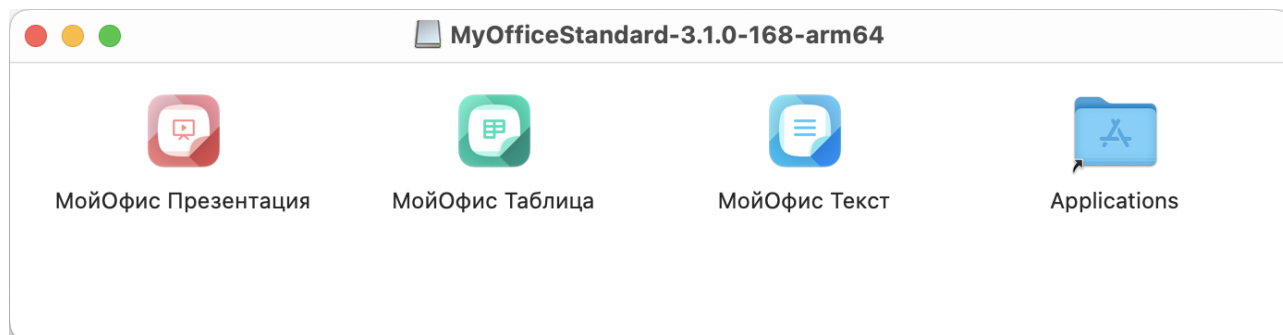 MyOfficeStandard-3.1.0-168-arm64
МойОфис Презентация
МойОфис Таблица
МойОфис Текст
Applications